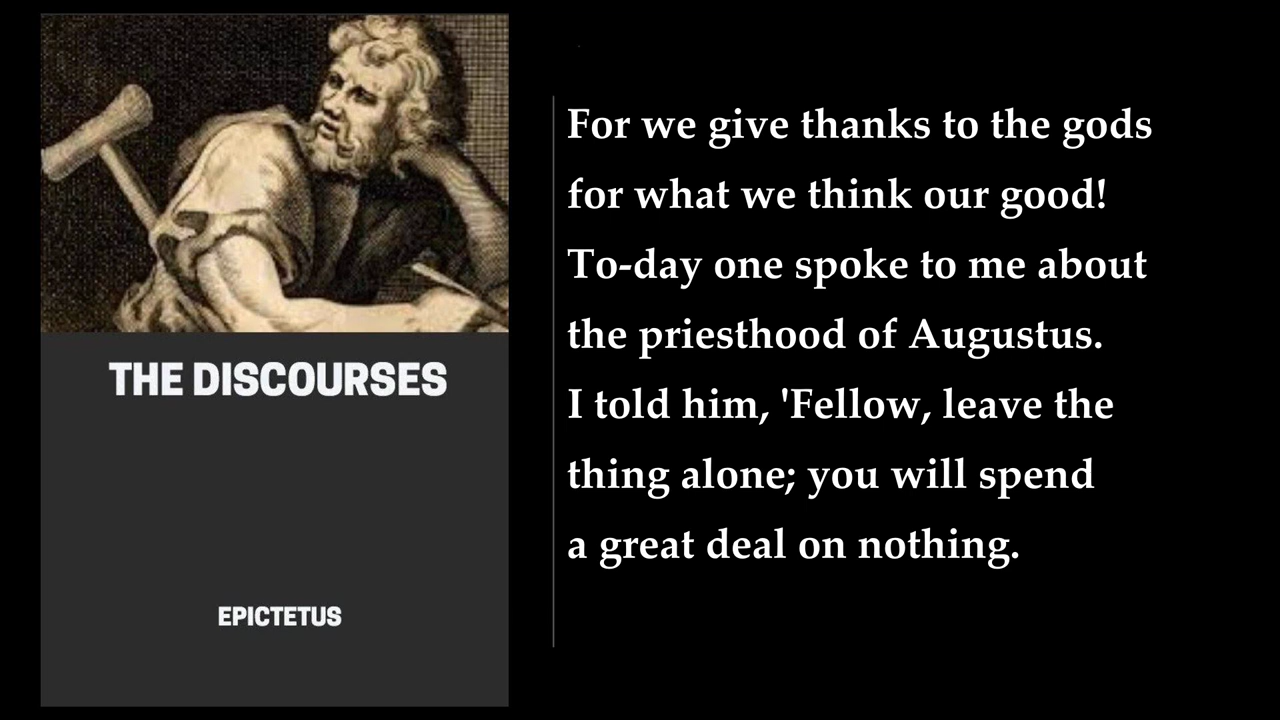 THE DISCOURSES
EPICTETUS
For we give thanks to the gods
for what we think our good!
To-day one spoke to me about
the priesthood of Augustus.
I told him, 'Fellow, leave the
thing alone; you will spend
a great deal on nothing.